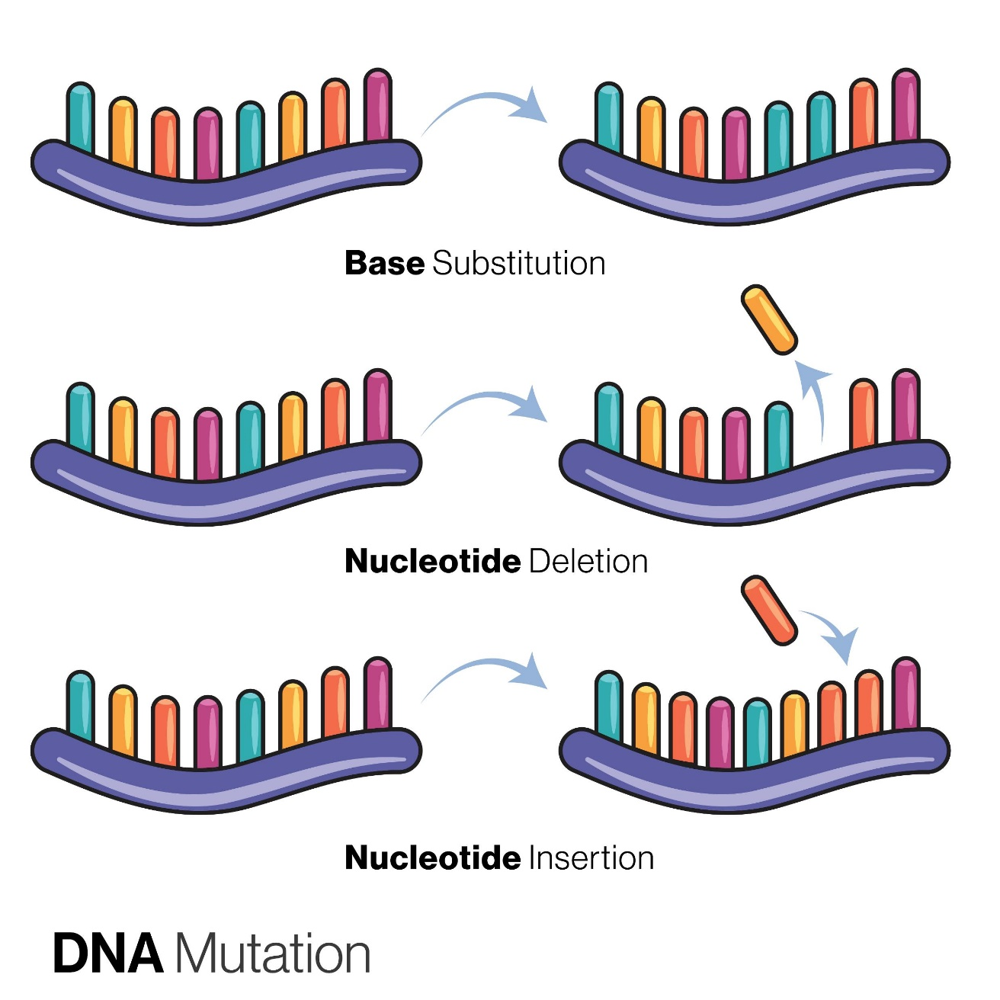 Base Substitution
Nucleotide Deletion
Nucleotide Insertion
DNA Mutation